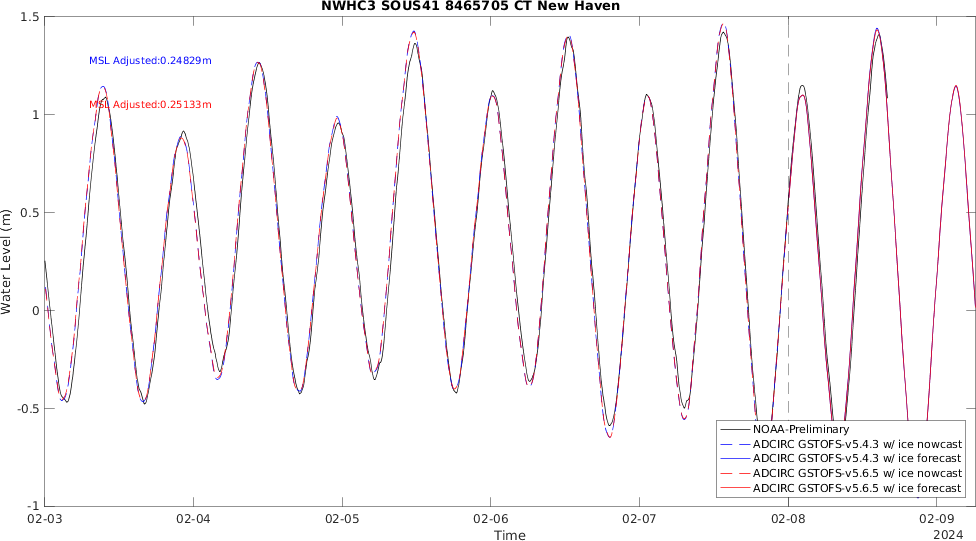 NWHC3 SOUS41 8465705 CT New Haven
1.5
1
0.5
0
-0.5
-1
Water Level (m)
MSL Adjusted:0.24829m
MSL Adjusted:0.25133m
NOAA-Preliminary
ADCIRC GSTOFS-v5.4.3 w/ ice nowcast
ADCIRC GSTOFS-v5.4.3 w/ ice forecast
ADCIRC GSTOFS-v5.6.5 w/ ice nowcast
ADCIRC GSTOFS-v5.6.5 w/ ice forecast
02-03 02-04 02-05 02-06 02-07 02-08 02-09
Time
2024